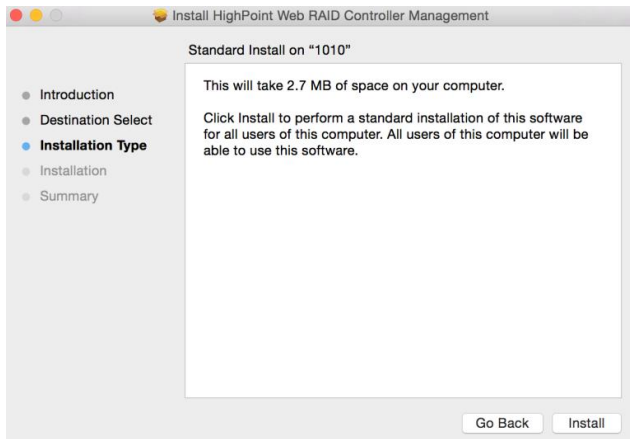 Install HighPoint Web RAID Controller Management
Standard Install on “1010”
Introduction
Destination Select
Installation Type
Installation
Summary
This will take 2.7 MB of space on your computer.
Click Install to perform a standard installation of this software
for all users of this computer. All users of this computer will be
able to use this software.
Go Back
Install